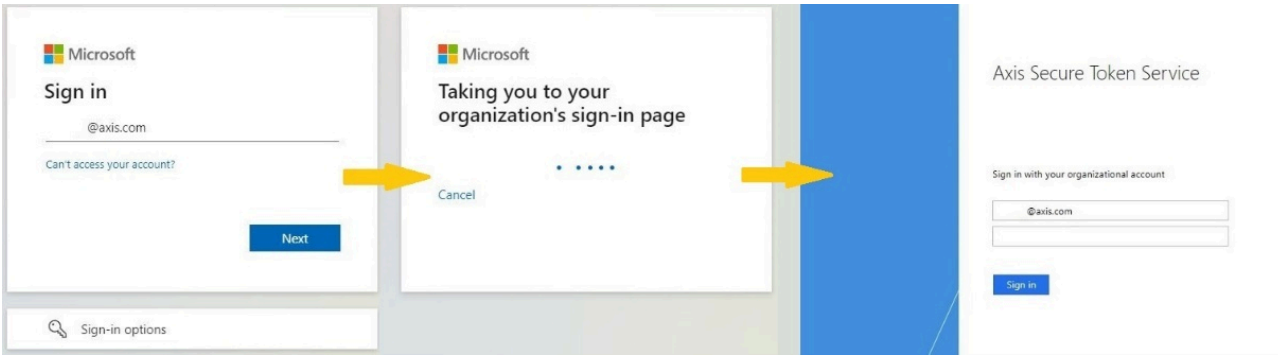 Microsoft
Sign in
@axis.com
Can't access your account?
Next
Sign-in options
Microsoft
Taking you to your
organization's sign-in page
Cancel
Axis Secure Token Service
Sign in with your organizational account
@axis.com
Sign in